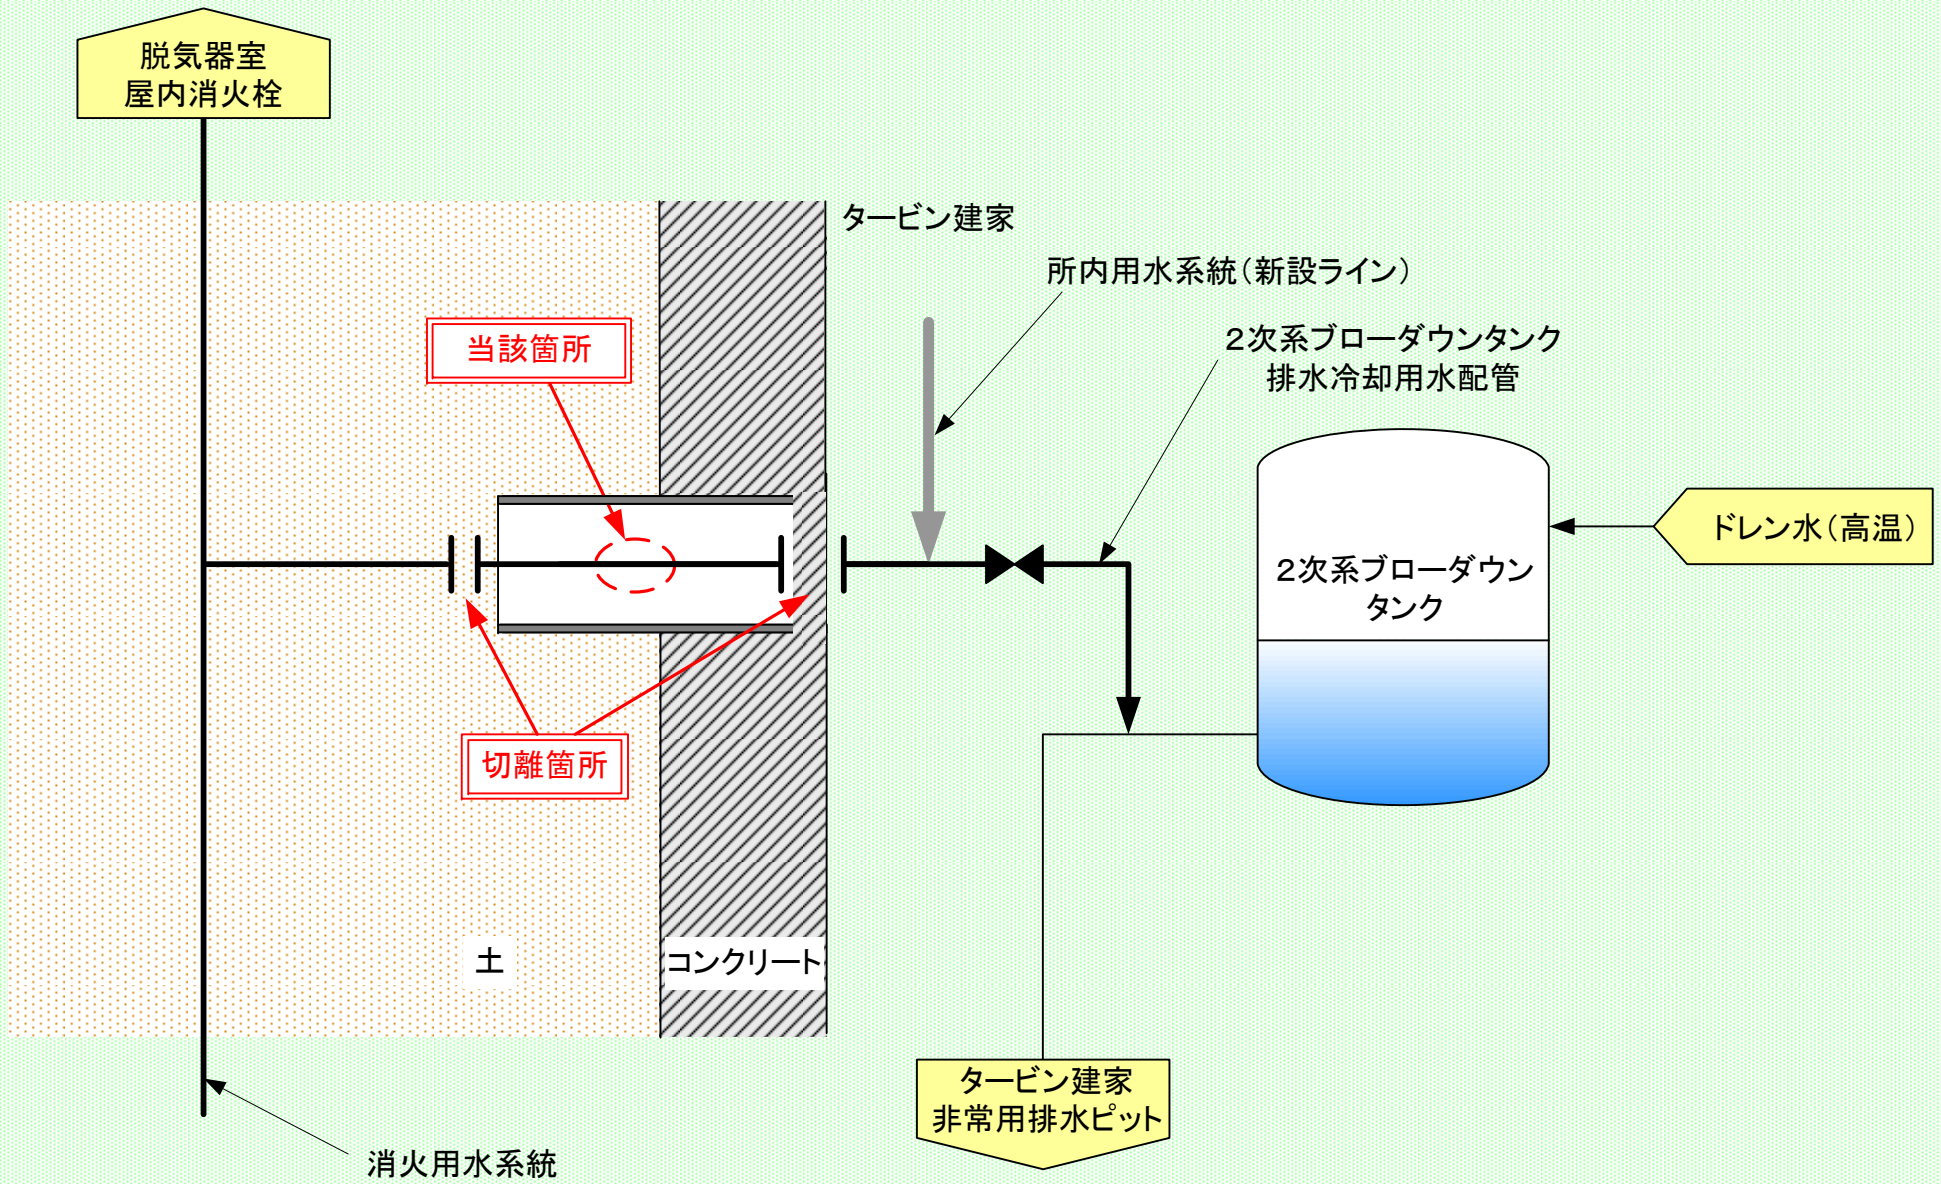 脱気器室
屋内消火栓
タービン建家
所内用水系統（新設ライン）
２次系ブローダウンタンク
排水冷却用水配管
当該箇所
ドレン水（高温）
２次系ブローダウン
タンク
切離箇所
土
コンクリート
タービン建家
非常用排水ピット
消火用水系統